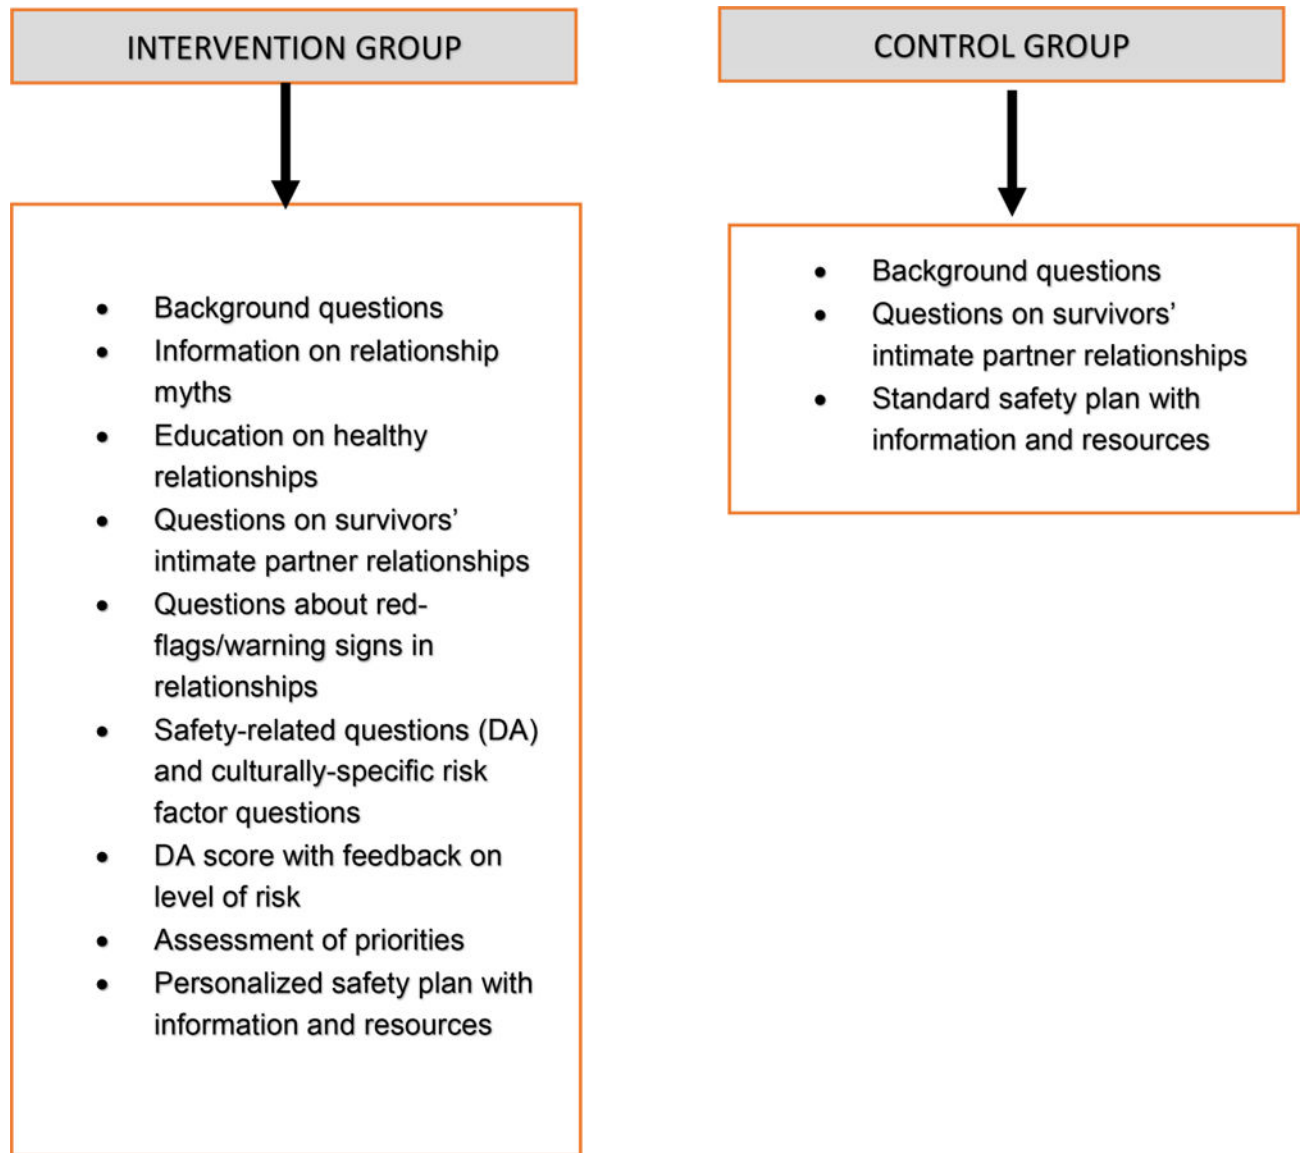 INTERVENTION GROUP
• Background questions
• Information on relationship
myths
• Education on healthy
relationships
• Questions on survivors’
intimate partner relationships
• Questions about red-
flags/warning signs in
relationships
• Safety-related questions (DA)
and culturally-specific risk
factor questions
• DA score with feedback on
level of risk
• Assessment of priorities
• Personalized safety plan with
information and resources
CONTROL GROUP
• Background questions
• Questions on survivors’
intimate partner relationships
• Standard safety plan with
information and resources